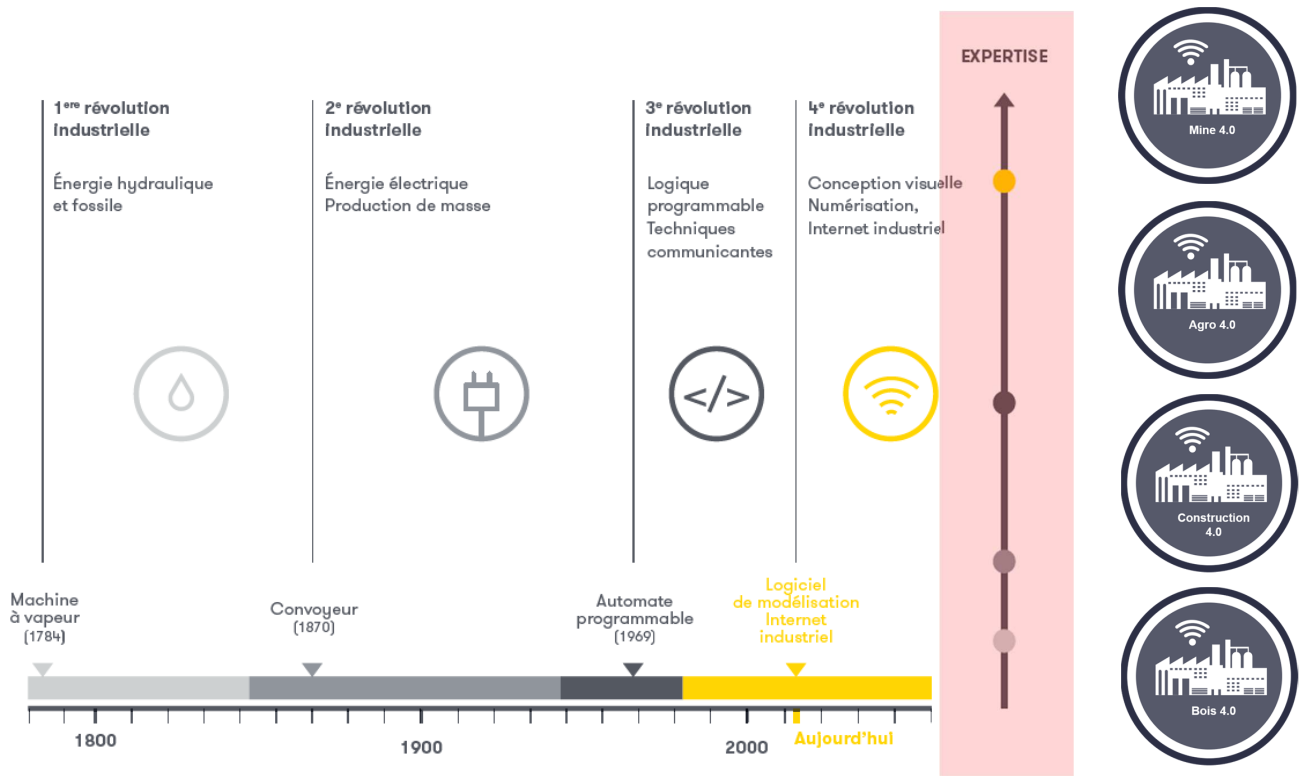 1ere révolution
industrielle
Énergie hydraulique
et fossile
2e révolution
industrielle
Énergie électrique
Production de masse
3e révolution
industrielle
Logique
programmable
Techniques
communicantes
4e révolution
industrielle
Conception visuelle
Numérisation,
Internet industriel
EXPERTISE
</>
Machine
à vapeur
(1784)
Convoyeur
(1870)
Automate
programmable
(1969)
Logiciel
de modélisation
Internet
industriel
1800
1900
2000
Aujourd'hui
Mine 4.0
Agro 4.0
Construction
4.0
Bois 4.0